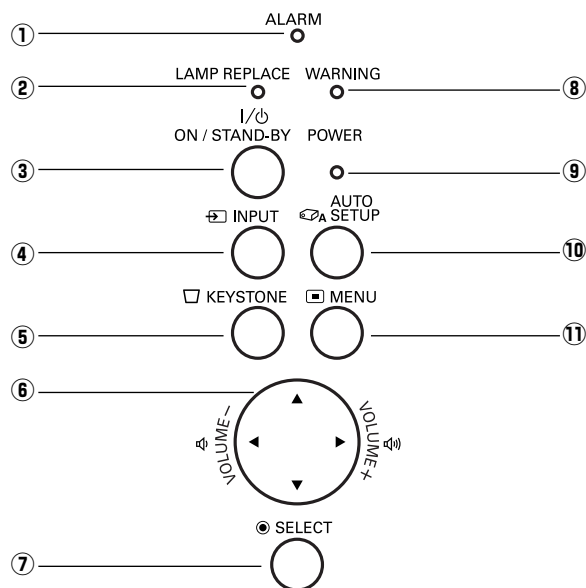 ① ALARM
② LAMP REPLACE WARNING ⑧
I/⏻
ON / STAND-BY POWER
③ ⑨
AUTO
INPUT A SETUP
④ ⑩
KEYSTONE MENU
⑤ ⑪
⑥
VOLUME− VOLUME+
SELECT
⑦